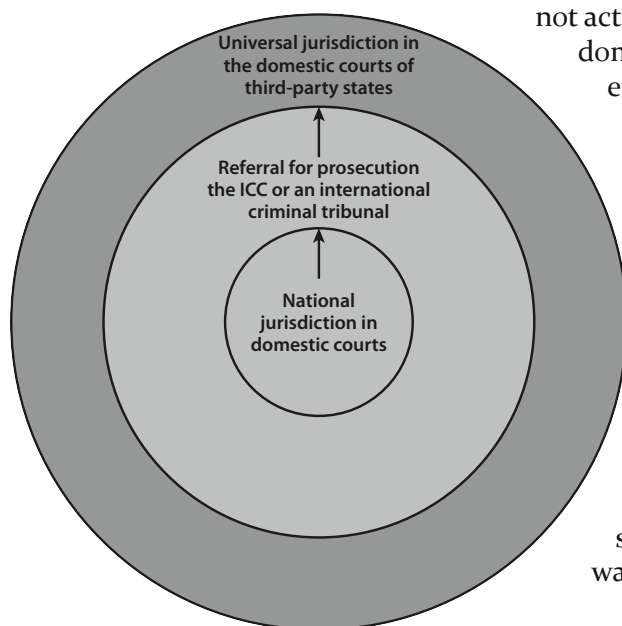 not act
dom
e
Universal jurisdiction in
the domestic courts of
third-party states
Referral for prosecution
the ICC or an international
criminal tribunal
National
jurisdiction in
domestic courts
s
wa